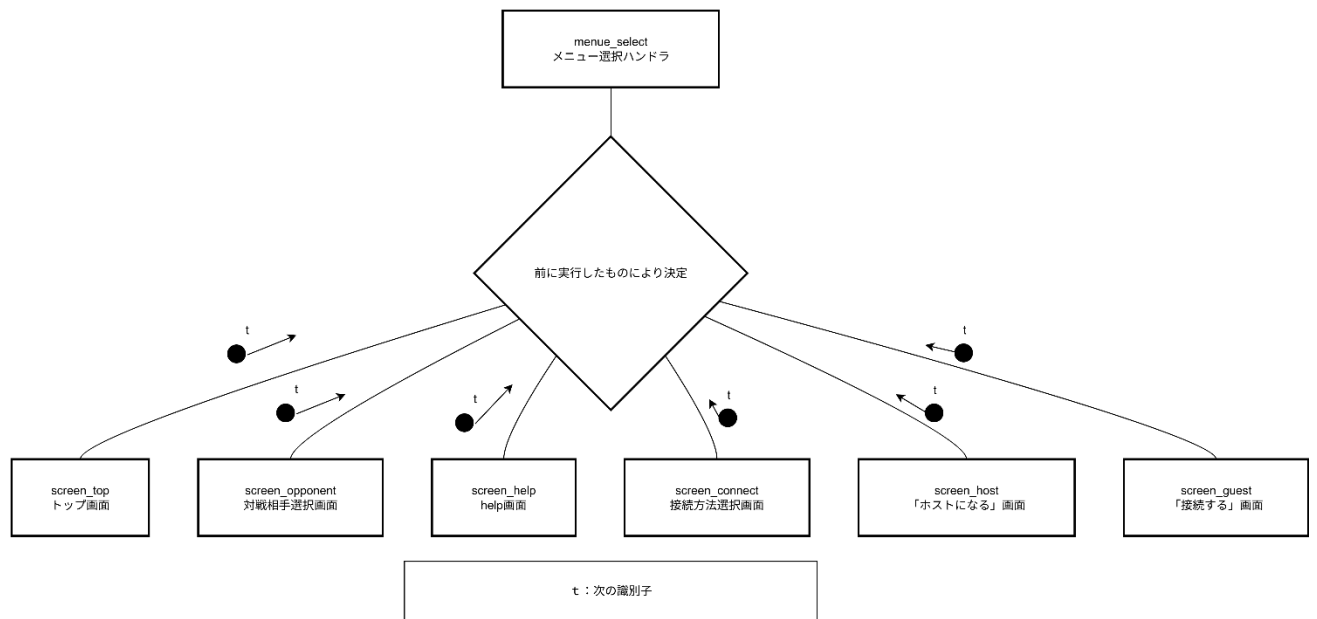 menue_select
メニュー選択ハンドラ
前に実行したものにより決定
t
t
t
t
t
t
screen_top
トップ画面
screen_opponent
対戦相手選択画面
screen_help
help画面
screen_connect
接続方法選択画面
screen_host
「ホストになる」画面
screen_guest
「接続する」画面
t：次の識別子